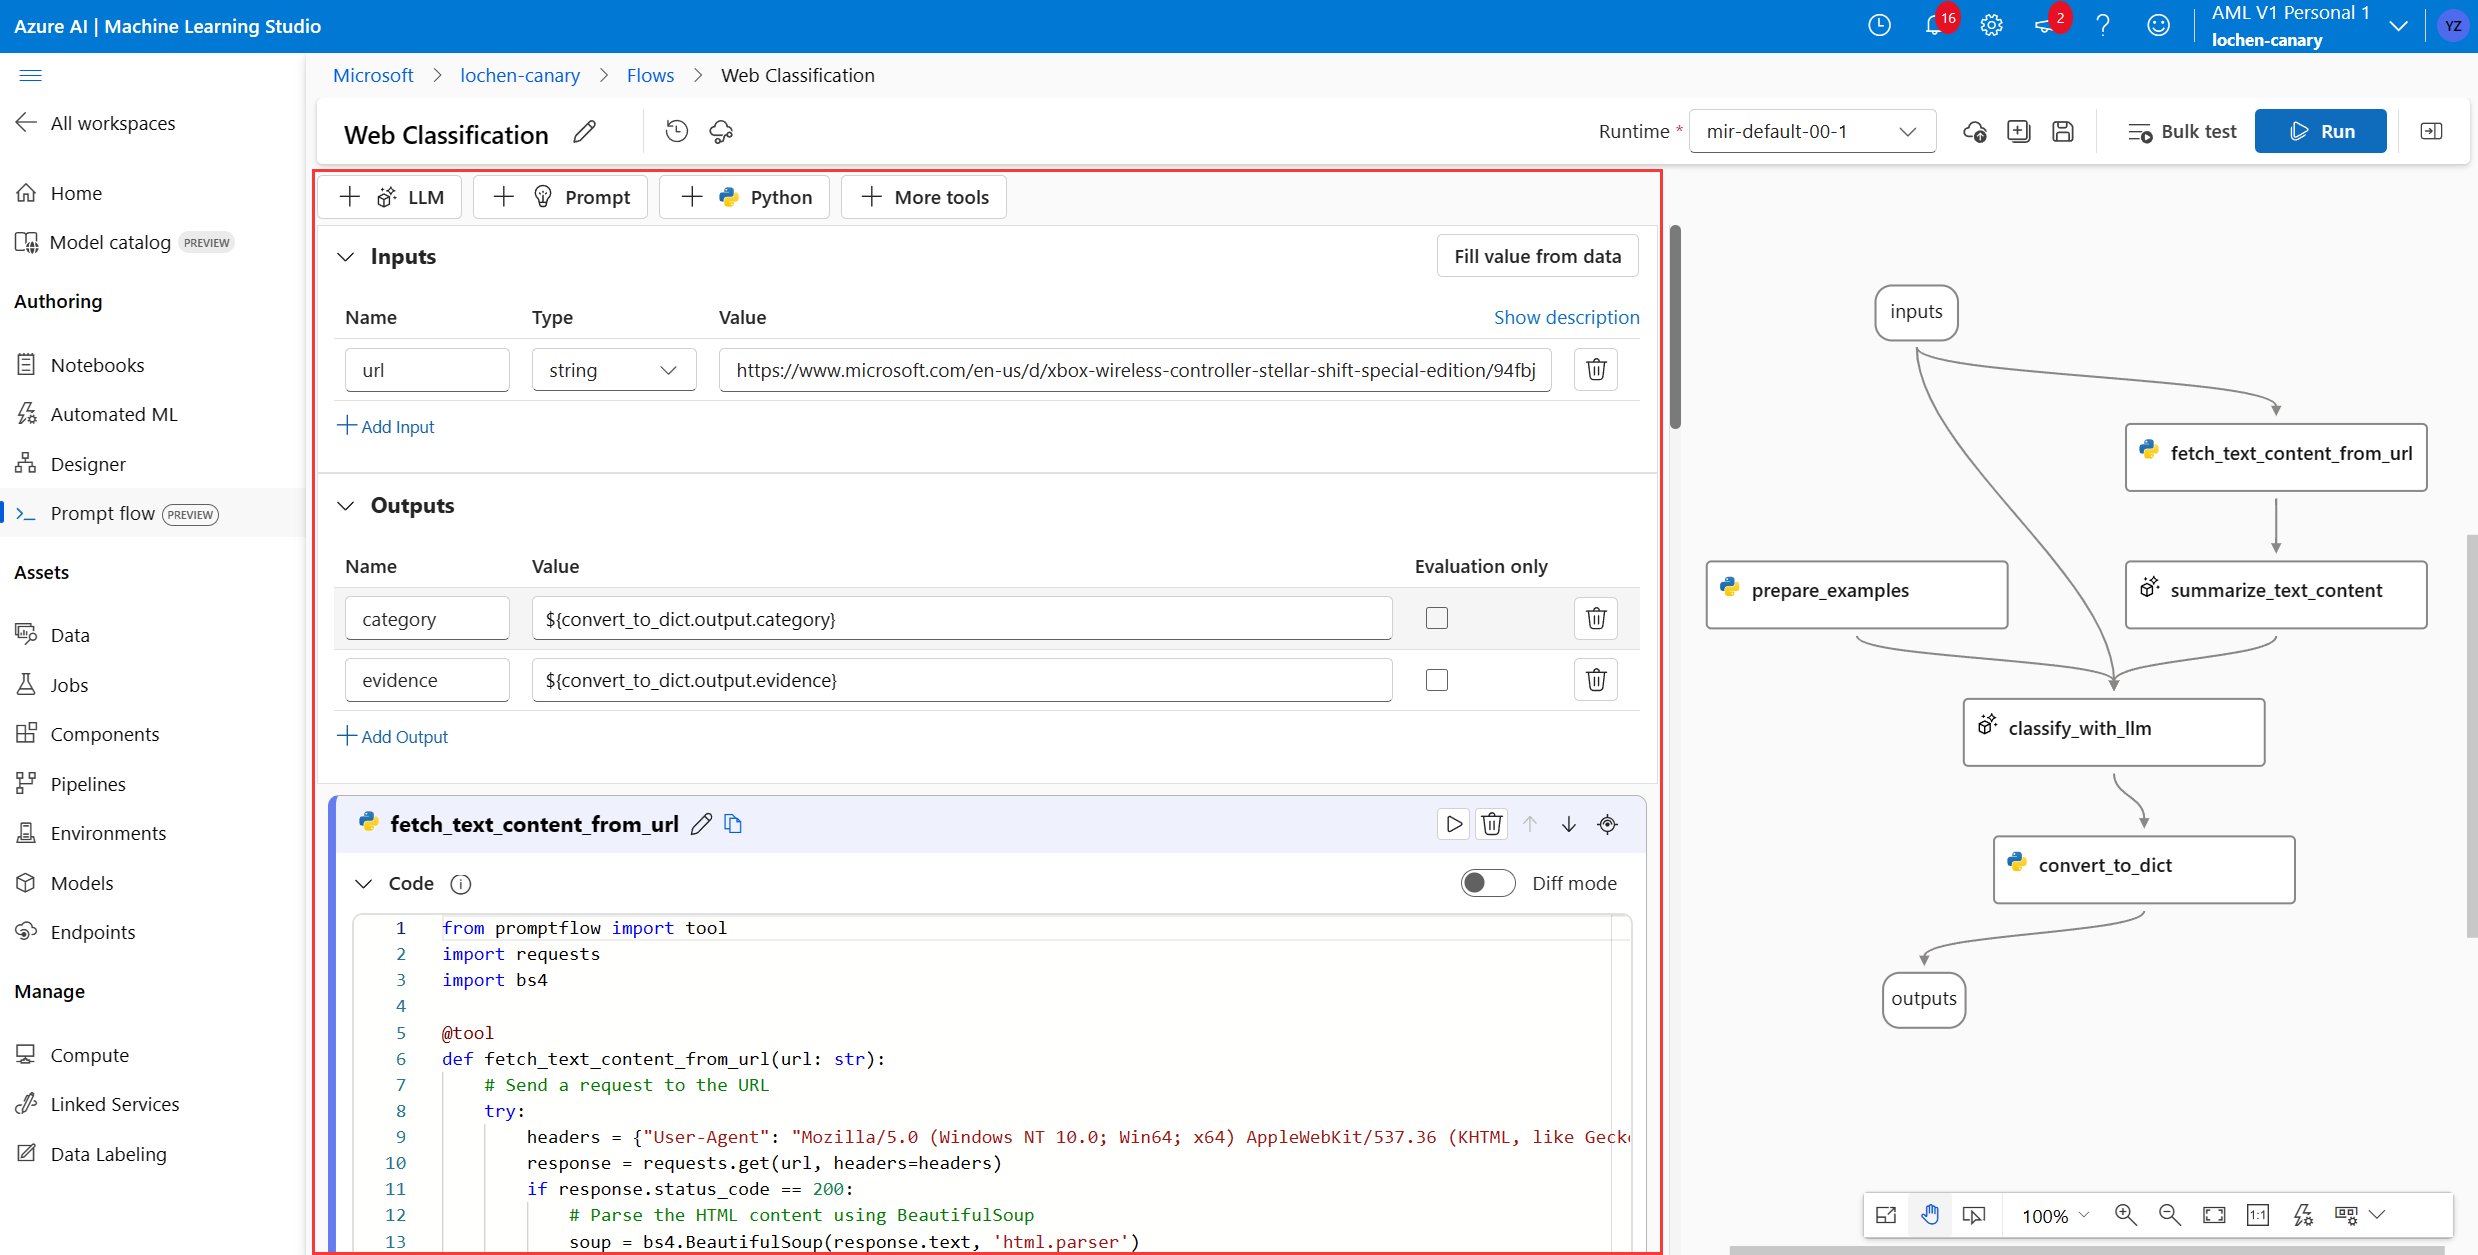 Azure AI | Machine Learning Studio
16
2
AML V1 Personal 1
lochen-canary
YZ
All workspaces
Home
Model catalog PREVIEW
Authoring
Notebooks
Automated ML
Designer
Prompt flow PREVIEW
Assets
Data
Jobs
Components
Pipelines
Environments
Models
Endpoints
Manage
Compute
Linked Services
Data Labeling
Microsoft > lochen-canary > Flows > Web Classification
Web Classification
Runtime * mir-default-00-1
Bulk test
Run
LLM
Prompt
Python
More tools
Inputs
Fill value from data
Name Type Value Show description
url string https://www.microsoft.com/en-us/d/xbox-wireless-controller-stellar-shift-special-edition/94fbj
Add Input
Outputs
Name Value Evaluation only
category ${convert_to_dict.output.category}
evidence ${convert_to_dict.output.evidence}
Add Output
fetch_text_content_from_url
Code
Diff mode
1 from promptflow import tool
2 import requests
3 import bs4
4
5 @tool
6 def fetch_text_content_from_url(url: str):
7 # Send a request to the URL
8 try:
9 headers = {"User-Agent": "Mozilla/5.0 (Windows NT 10.0; Win64; x64) AppleWebKit/537.36 (KHTML, like Geck
10 response = requests.get(url, headers=headers)
11 if response.status_code == 200:
12 # Parse the HTML content using BeautifulSoup
13 soup = bs4.BeautifulSoup(response.text, 'html.parser')
inputs
fetch_text_content_from_url
prepare_examples
summarize_text_content
classify_with_llm
convert_to_dict
outputs
100%
1:1